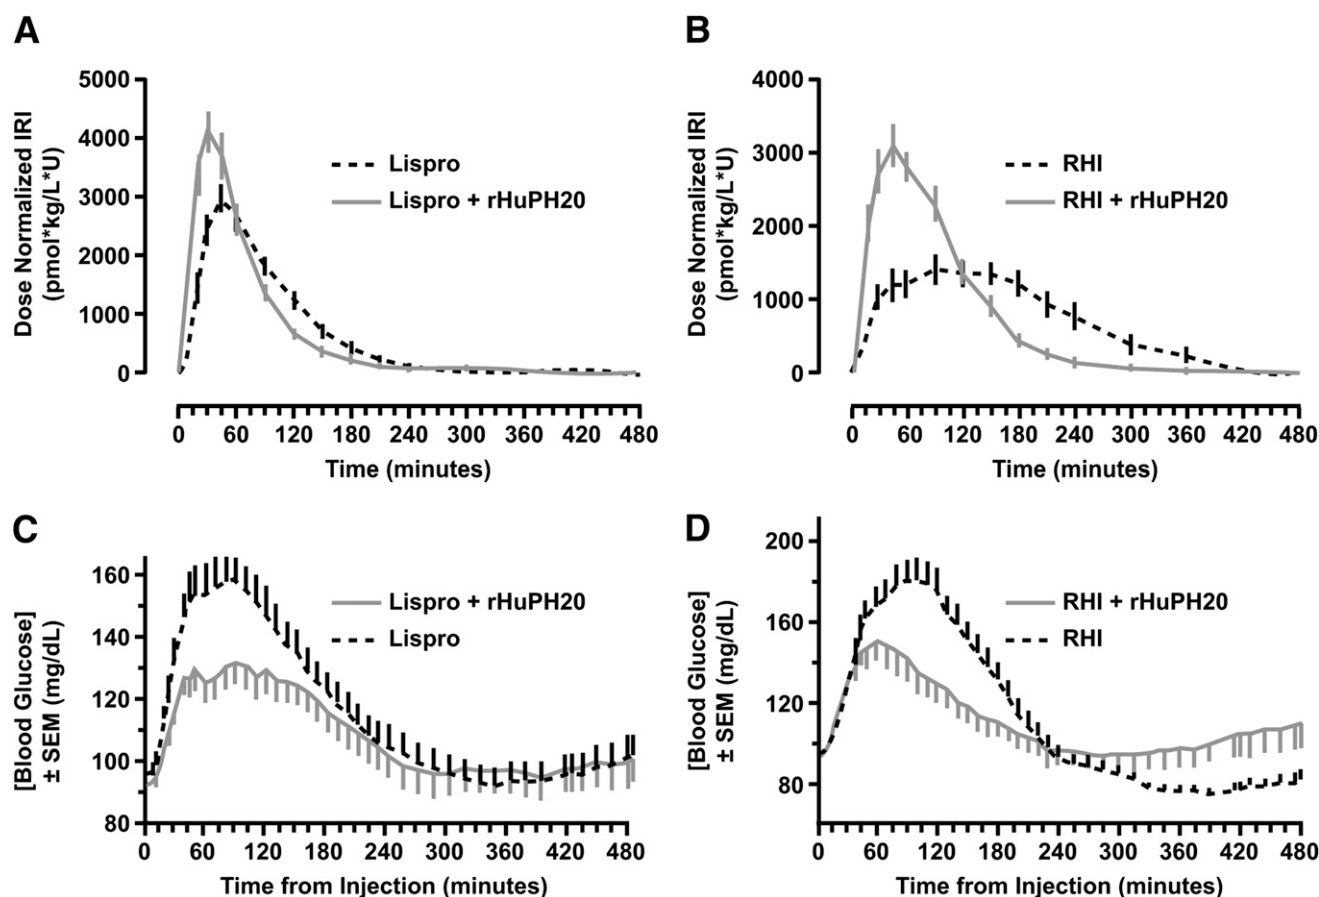 A
5000
4000
3000
2000
1000
0
Dose Normalized IRI
(pmol*kg/L*U)
Lispro
Lispro + rHuPH20
0 60 120 180 240 300 360 420 480
Time (minutes)
B
4000
3000
2000
1000
0
Dose Normalized IRI
(pmol*kg/L*U)
RHI
RHI + rHuPH20
0 60 120 180 240 300 360 420 480
Time (minutes)
C
160
140
120
100
80
[Blood Glucose]
± SEM (mg/dL)
Lispro + rHuPH20
Lispro
0 60 120 180 240 300 360 420 480
Time from Injection (minutes)
D
200
160
120
80
[Blood Glucose]
± SEM (mg/dL)
RHI + rHuPH20
RHI
0 60 120 180 240 300 360 420 480
Time from Injection (minutes)